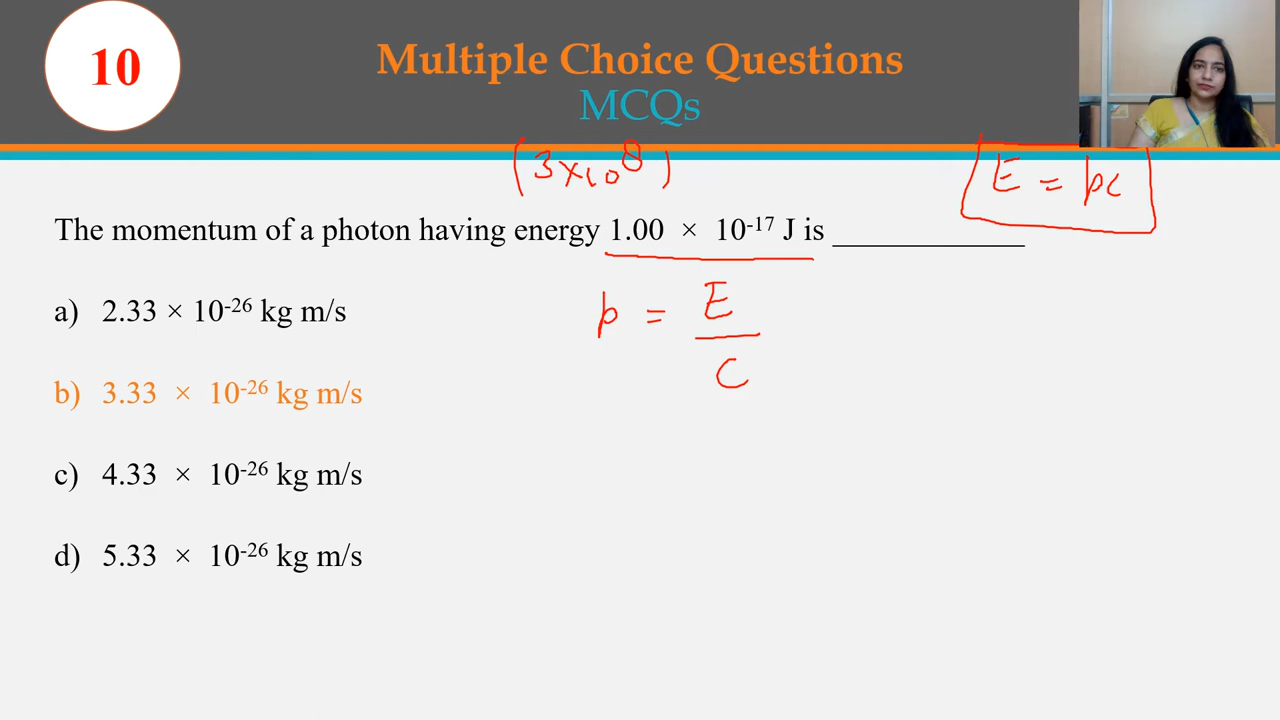 10
Multiple Choice Questions
MCQs
(3×10⁸)
E = pc
The momentum of a photon having energy 1.00 × 10⁻¹⁷ J is ____________
p = E / C
a) 2.33 × 10⁻²⁶ kg m/s
b) 3.33 × 10⁻²⁶ kg m/s
c) 4.33 × 10⁻²⁶ kg m/s
d) 5.33 × 10⁻²⁶ kg m/s